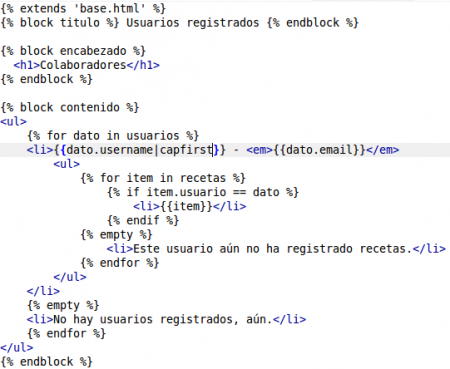 {% extends 'base.html' %}
{% block titulo %} Usuarios registrados {% endblock %}
{% block encabezado %}
<h1>Colaboradores</h1>
{% endblock %}
{% block contenido %}
<ul>
{% for dato in usuarios %}
<li>{{dato.username|capfirst}} - <em>{{dato.email}}</em>
<ul>
{% for item in recetas %}
{% if item.usuario == dato %}
<li>{{item}}</li>
{% endif %}
{% empty %}
<li>Este usuario aún no ha registrado recetas.</li>
{% endfor %}
</ul>
</li>
{% empty %}
<li>No hay usuarios registrados, aún.</li>
{% endfor %}
</ul>
{% endblock %}